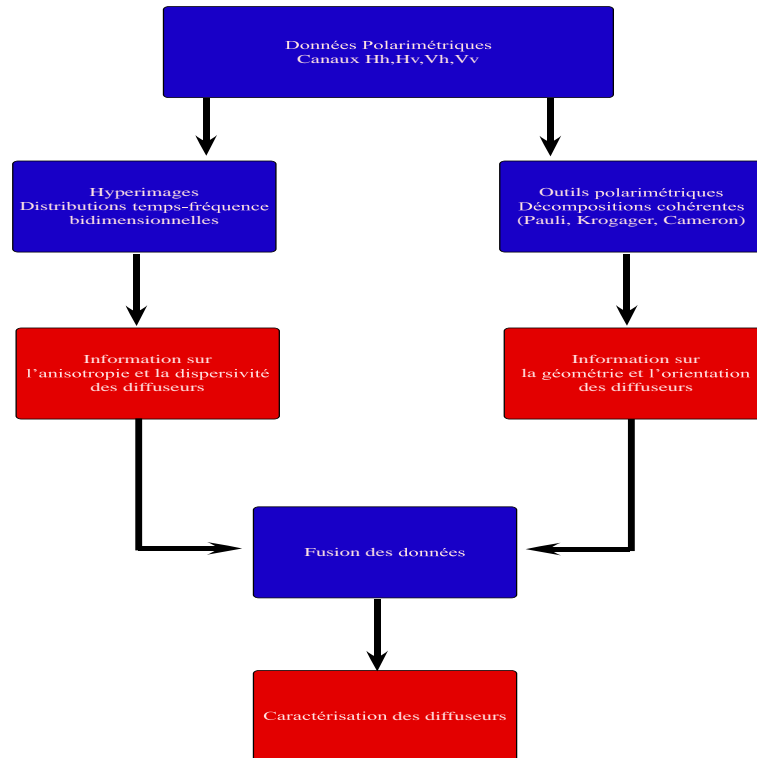 Données Polarimétriques
Canaux Hh,Hv,Vh,Vv
Hyperimages
Distributions temps-fréquence
bidimensionnelles
Outils polarimétriques
Décompositions cohérentes
(Pauli, Krogager, Cameron)
Information sur
l'anisotropie et la dispersivité
des diffuseurs
Information sur
la géométrie et l'orientation
des diffuseurs
Fusion des données
Caractérisation des diffuseurs